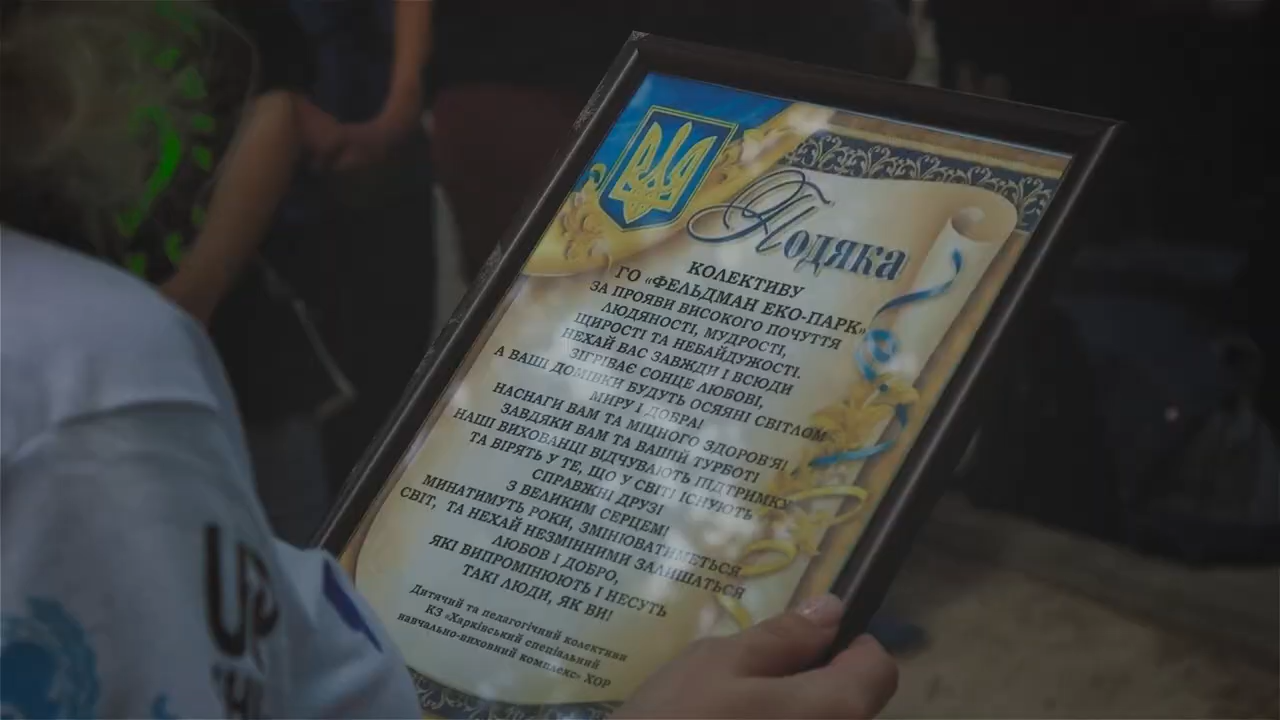 Подяка
КОЛЕКТИВУ
ГО «ФЕЛЬДМАН ЕКО-ПАРК»
ЗА ПРОЯВИ ВИСОКОГО ПОЧУТТЯ
ЛЮДЯНОСТІ, МУДРОСТІ,
ЩИРОСТІ ТА НЕБАЙДУЖОСТІ.
НЕХАЙ ВАС ЗАВЖДИ І ВСЮДИ
ЗІГРІВАЄ СОНЦЕ ЛЮБОВІ,
А ВАШІ ДОМІВКИ БУДУТЬ ОСЯЯНІ СВІТЛОМ
МИРУ І ДОБРА!
НАСНАГИ ВАМ ТА МІЦНОГО ЗДОРОВ'Я!
ЗАВДЯКИ ВАМ ТА ВАШІЙ ТУРБОТІ
НАШІ ВИХОВАНЦІ ВІДЧУВАЮТЬ ПІДТРИМКУ
ТА ВІРЯТЬ У ТЕ, ЩО У СВІТІ ІСНУЮТЬ
СПРАВЖНІ ДРУЗІ
З ВЕЛИКИМ СЕРЦЕМ!
МИНАТИМУТЬ РОКИ, ЗМІНЮВАТИМЕТЬСЯ
СВІТ, ТА НЕХАЙ НЕЗМІННИМИ ЗАЛИШАТЬСЯ
ЛЮБОВ І ДОБРО,
ЯКІ ВИПРОМІНЮЮТЬ І НЕСУТЬ
ТАКІ ЛЮДИ, ЯК ВИ!
Дитячий та педагогічний колективи
КЗ «Харківський спеціальний
навчально-виховний комплекс» ХОР
UP